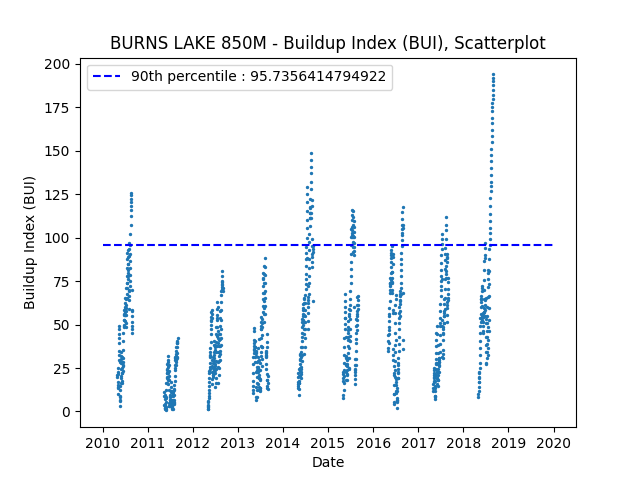 BURNS LAKE 850M - Buildup Index (BUI), Scatterplot
90th percentile : 95.7356414794922
Buildup Index (BUI)
200
175
150
125
100
75
50
25
0
2010 2011 2012 2013 2014 2015 2016 2017 2018 2019 2020
Date